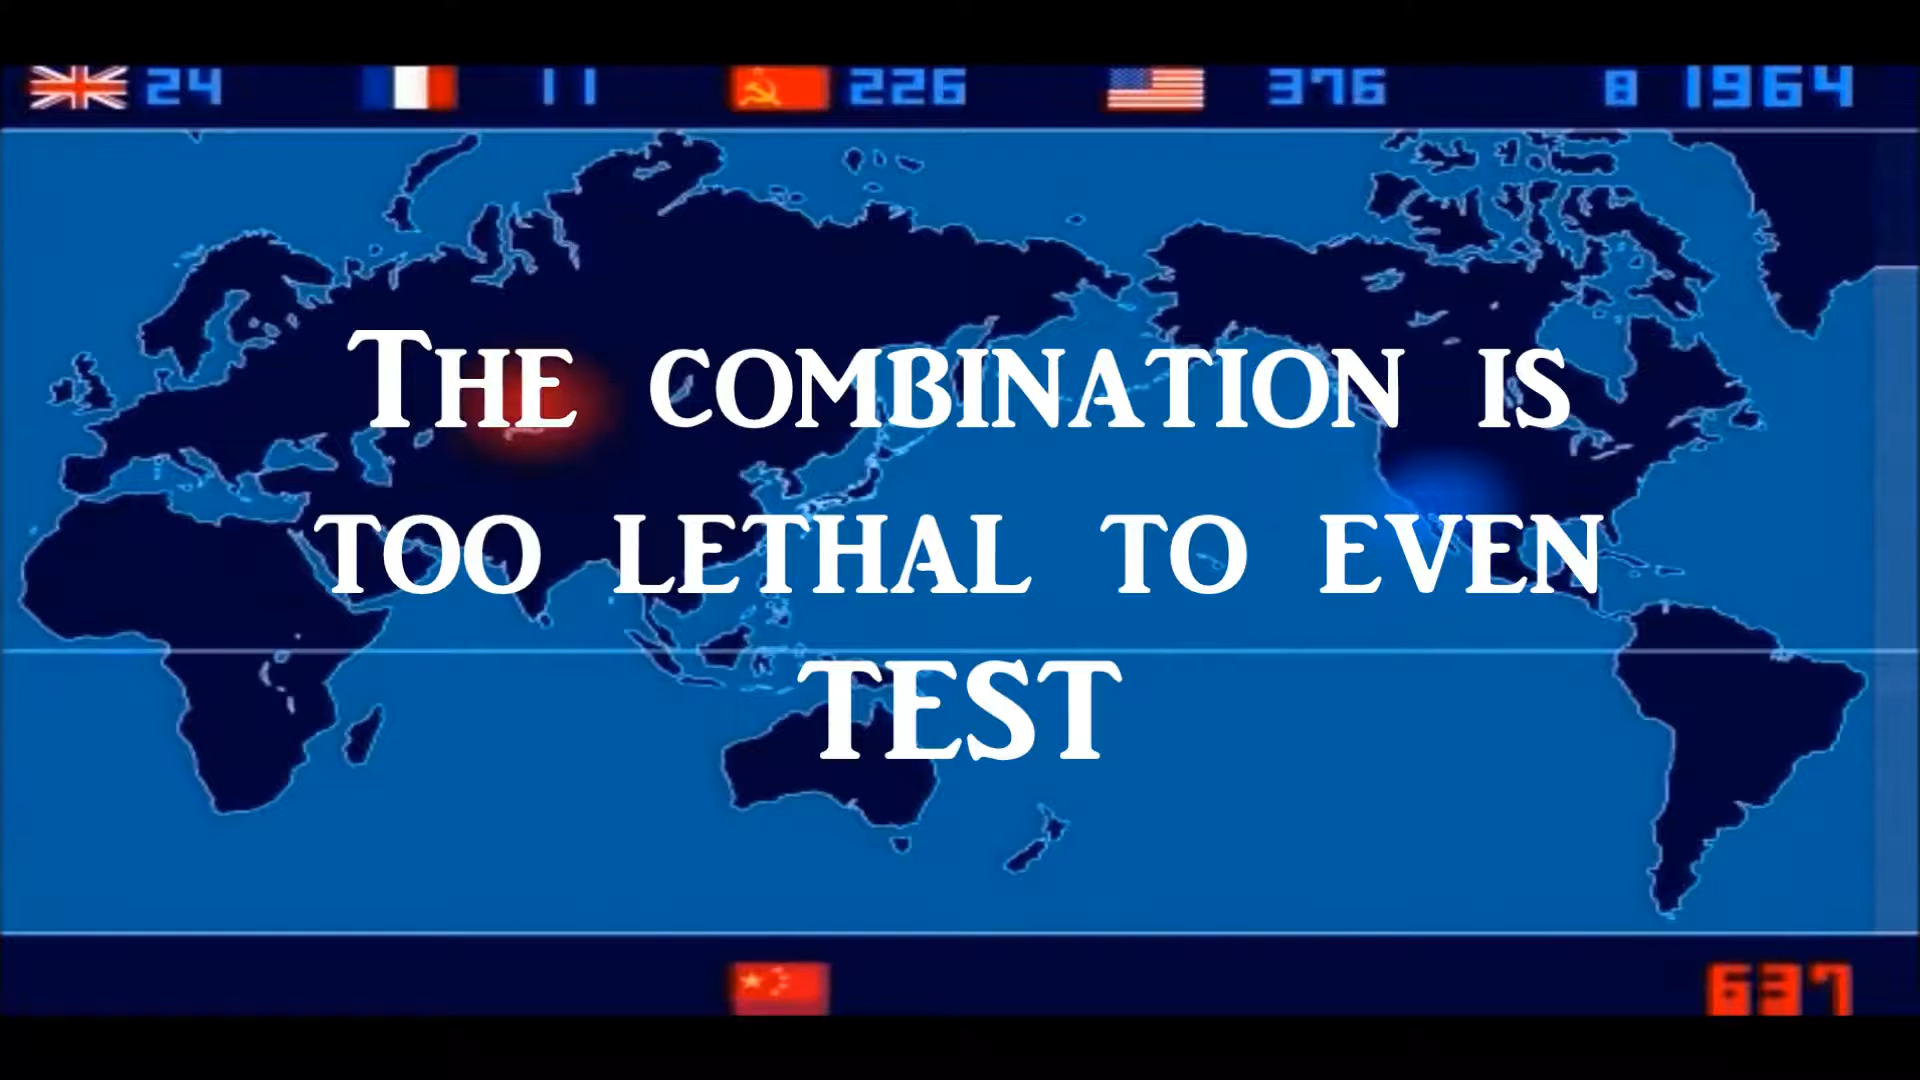 24 11 226 376 8 1964
The combination is
too lethal to even
TEST
637